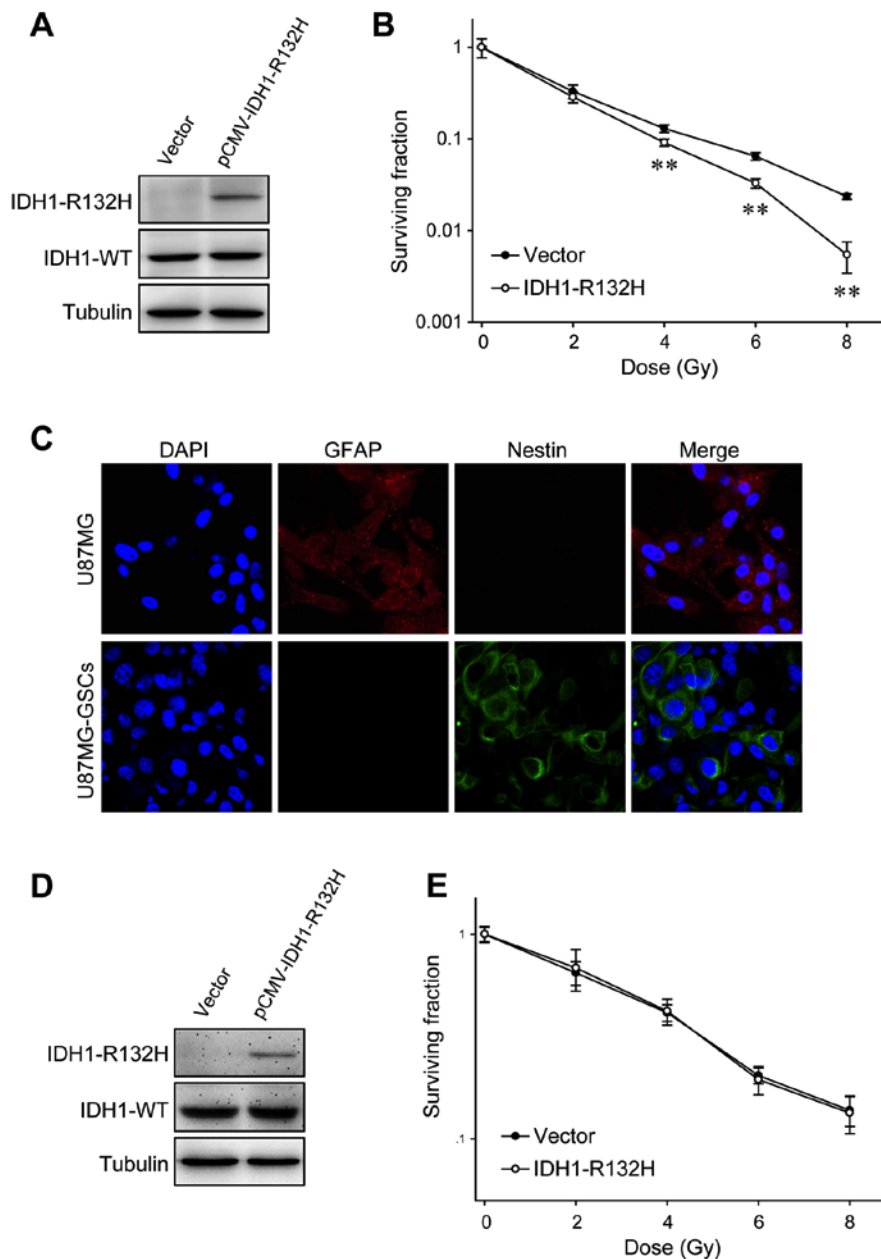 A
Vector
pCMV-IDH1-R132H
IDH1-R132H
IDH1-WT
Tubulin
B
1
0.1
0.01
0.001
Surviving fraction
**
**
**
Vector
IDH1-R132H
0 2 4 6 8
Dose (Gy)
C
DAPI GFAP Nestin Merge
U87MG
U87MG-GSCs
D
Vector
pCMV-IDH1-R132H
IDH1-R132H
IDH1-WT
Tubulin
E
1
.1
Surviving fraction
Vector
IDH1-R132H
0 2 4 6 8
Dose (Gy)